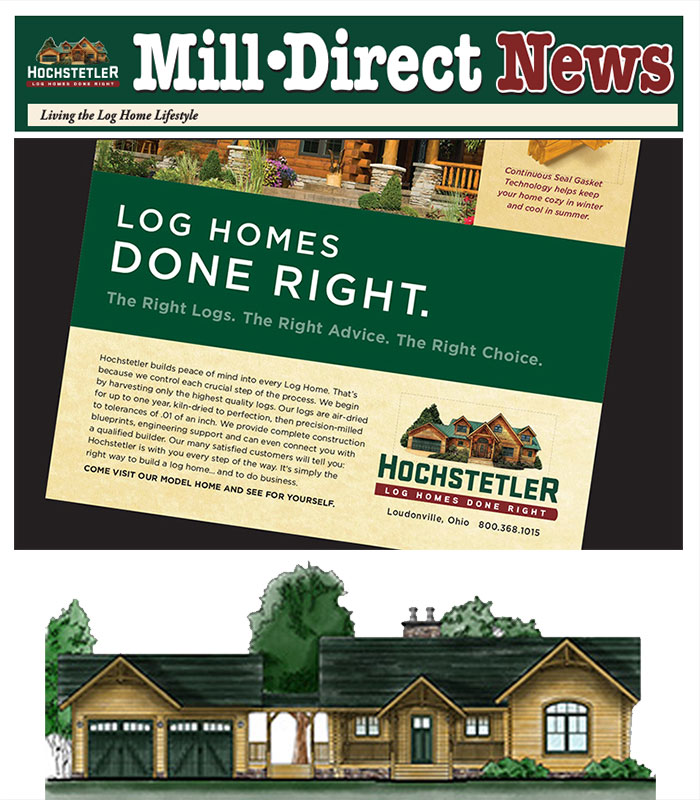 HOCHSTETLER
LOG HOMES DONE RIGHT
Mill•Direct News
Living the Log Home Lifestyle
Continuous Seal Gasket
Technology helps keep
your home cozy in winter
and cool in summer.
LOG HOMES
DONE RIGHT.
The Right Logs. The Right Advice. The Right Choice.
Hochstetler builds peace of mind into every Log Home. That's
because we control each crucial step of the process. We begin
by harvesting only the highest quality logs. Our logs are air-dried
for up to one year, kiln-dried to perfection, then precision-milled
to tolerances of .01 of an inch. We provide complete construction
blueprints, engineering support and can even connect you with
a qualified builder. Our many satisfied customers will tell you:
Hochstetler is with you every step of the way. It's simply the
right way to build a log home... and to do business.
COME VISIT OUR MODEL HOME AND SEE FOR YOURSELF.
HOCHSTETLER
LOG HOMES DONE RIGHT
Loudonville, Ohio 800.368.1015